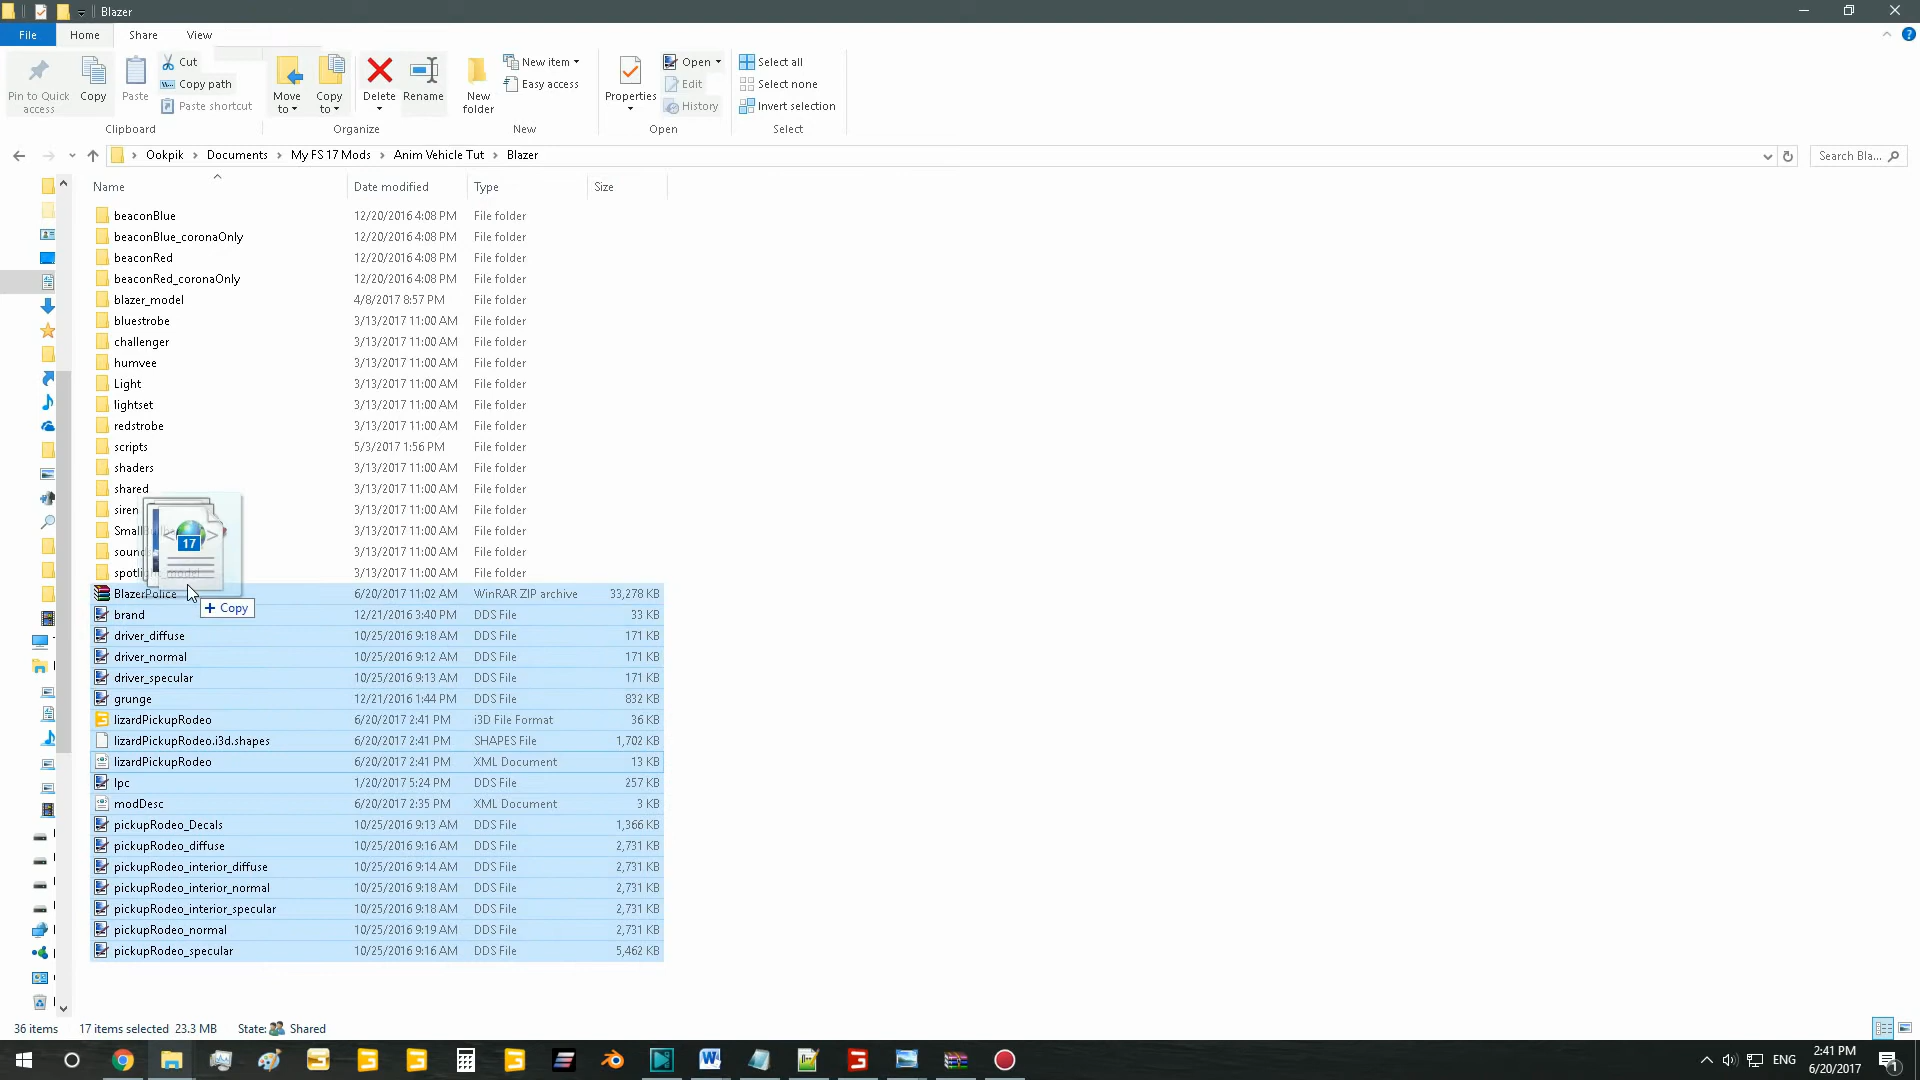 Blazer
File
Home
Share
View
Pin to Quick access
Copy
Paste
Cut
Copy path
Paste shortcut
Clipboard
Move to
Copy to
Delete
Rename
Organize
New folder
New item
Easy access
New
Properties
Open
Edit
History
Open
Select all
Select none
Invert selection
Select
Ookpik > Documents > My FS 17 Mods > Anim Vehicle Tut > Blazer
Search Bla...
Name Date modified Type Size
beaconBlue 12/20/2016 4:08 PM File folder
beaconBlue_coronaOnly 12/20/2016 4:08 PM File folder
beaconRed 12/20/2016 4:08 PM File folder
beaconRed_coronaOnly 12/20/2016 4:08 PM File folder
blazer_model 4/8/2017 8:57 PM File folder
bluestrobe 3/13/2017 11:00 AM File folder
challenger 3/13/2017 11:00 AM File folder
humvee 3/13/2017 11:00 AM File folder
Light 3/13/2017 11:00 AM File folder
lightset 3/13/2017 11:00 AM File folder
redstrobe 3/13/2017 11:00 AM File folder
scripts 5/3/2017 1:56 PM File folder
shaders 3/13/2017 11:00 AM File folder
shared 3/13/2017 11:00 AM File folder
siren 3/13/2017 11:00 AM File folder
3/13/2017 11:00 AM File folder
3/13/2017 11:00 AM File folder
3/13/2017 11:00 AM File folder
17
BlazerPolice 6/20/2017 11:02 AM WinRAR ZIP archive 33,278 KB
+ Copy
brand 12/21/2016 3:40 PM DDS File 33 KB
driver_diffuse 10/25/2016 9:18 AM DDS File 171 KB
driver_normal 10/25/2016 9:12 AM DDS File 171 KB
driver_specular 10/25/2016 9:13 AM DDS File 171 KB
grunge 12/21/2016 1:44 PM DDS File 832 KB
lizardPickupRodeo 6/20/2017 2:41 PM i3D File Format 36 KB
lizardPickupRodeo.i3d.shapes 6/20/2017 2:41 PM SHAPES File 1,702 KB
lizardPickupRodeo 6/20/2017 2:41 PM XML Document 13 KB
lpc 1/20/2017 5:24 PM DDS File 257 KB
modDesc 6/20/2017 2:35 PM XML Document 3 KB
pickupRodeo_Decals 10/25/2016 9:13 AM DDS File 1,366 KB
pickupRodeo_diffuse 10/25/2016 9:16 AM DDS File 2,731 KB
pickupRodeo_interior_diffuse 10/25/2016 9:14 AM DDS File 2,731 KB
pickupRodeo_interior_normal 10/25/2016 9:18 AM DDS File 2,731 KB
pickupRodeo_interior_specular 10/25/2016 9:18 AM DDS File 2,731 KB
pickupRodeo_normal 10/25/2016 9:19 AM DDS File 2,731 KB
pickupRodeo_specular 10/25/2016 9:16 AM DDS File 5,462 KB
36 items 17 items selected 23.3 MB State: Shared
ENG
2:41 PM
6/20/2017
1